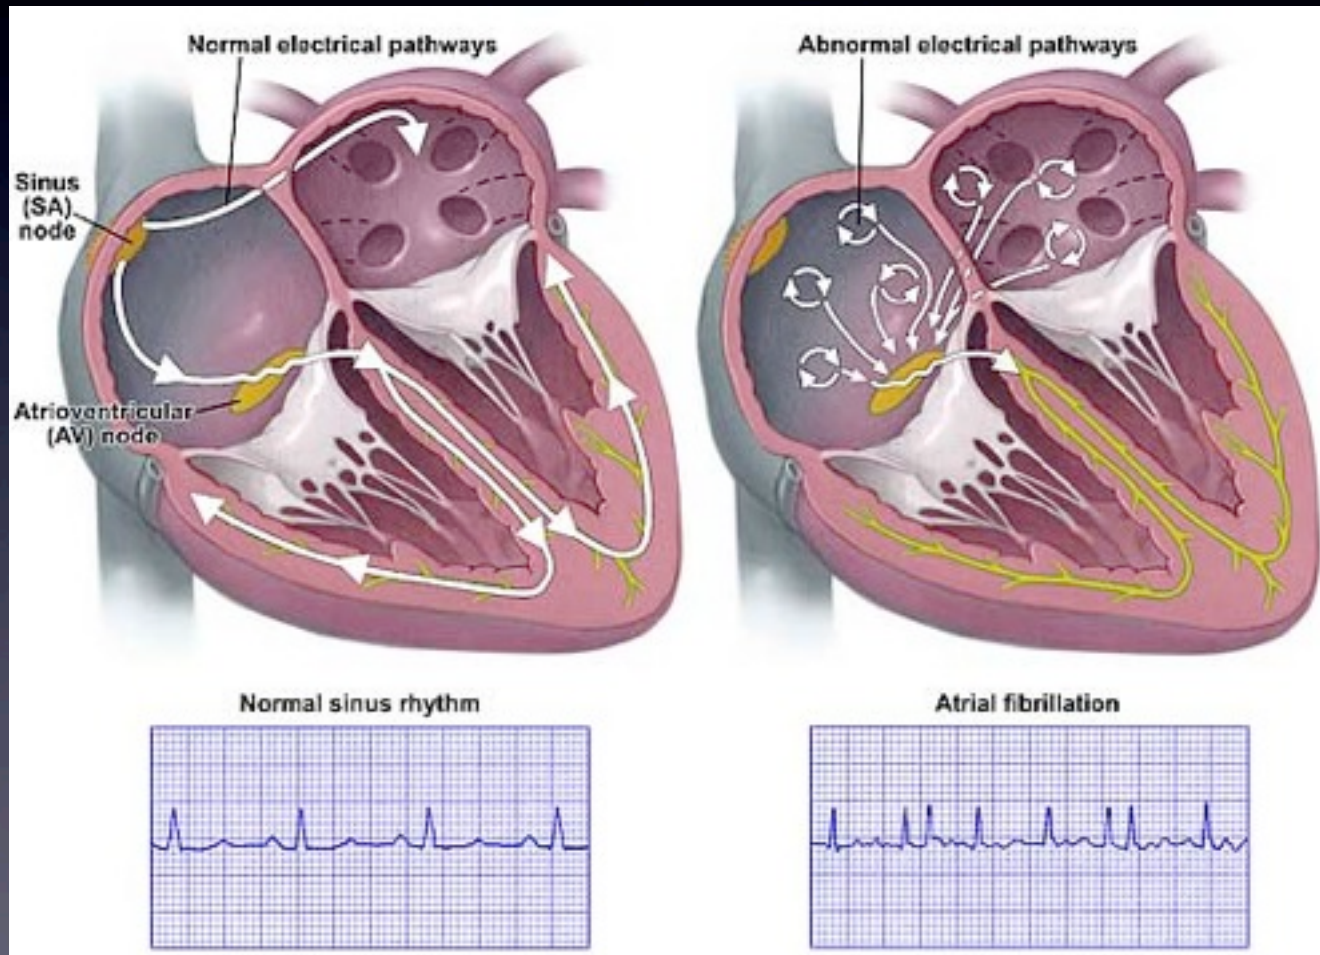 Normal electrical pathways
Abnormal electrical pathways
Sinus
(SA)
node
Atrioventricular
(AV) node
Normal sinus rhythm
Atrial fibrillation